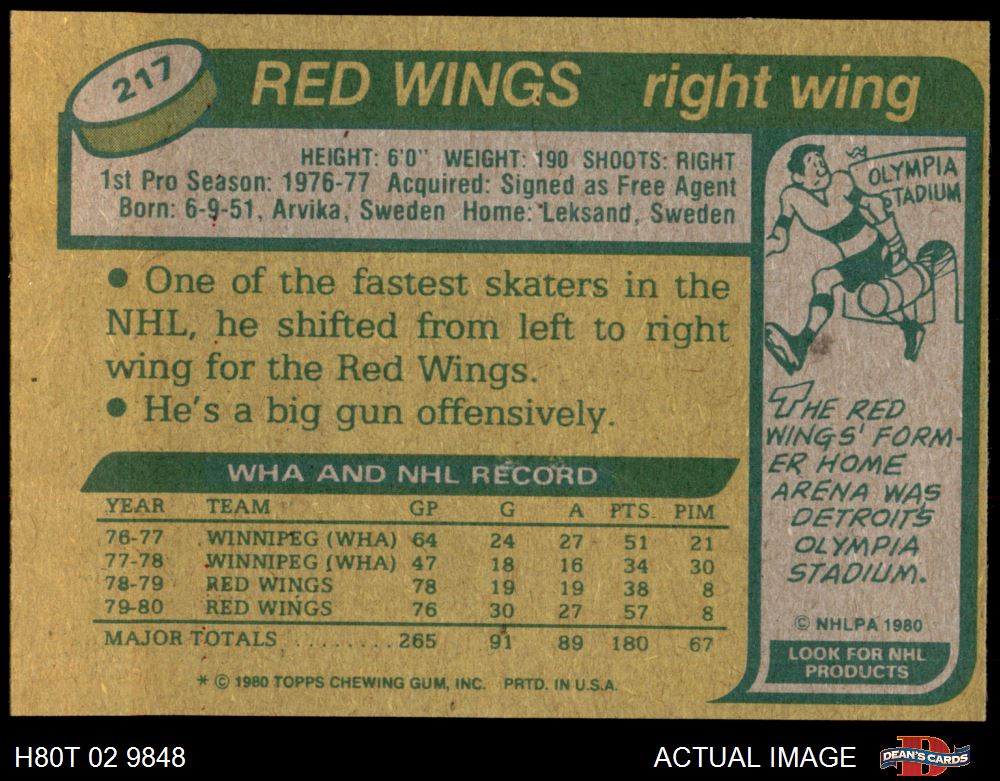 217
RED WINGS right wing
HEIGHT: 6'0" WEIGHT: 190 SHOOTS: RIGHT
1st Pro Season: 1976-77 Acquired: Signed as Free Agent
Born: 6-9-51, Arvika, Sweden Home: Leksand, Sweden
● One of the fastest skaters in the
NHL, he shifted from left to right
wing for the Red Wings.
● He's a big gun offensively.
WHA AND NHL RECORD
YEAR TEAM GP G A PTS. PIM
76-77 WINNIPEG (WHA) 64 24 27 51 21
77-78 WINNIPEG (WHA) 47 18 16 34 30
78-79 RED WINGS 78 19 19 38 8
79-80 RED WINGS 76 30 27 57 8
MAJOR TOTALS ........ 265 91 89 180 67
* © 1980 TOPPS CHEWING GUM, INC. PRTD. IN U.S.A.
OLYMPIA
STADIUM
THE RED
WINGS' FORM-
ER HOME
ARENA WAS
DETROIT'S
OLYMPIA
STADIUM.
© NHLPA 1980
LOOK FOR NHL
PRODUCTS
H80T 02 9848
ACTUAL IMAGE
DEAN'S CARDS